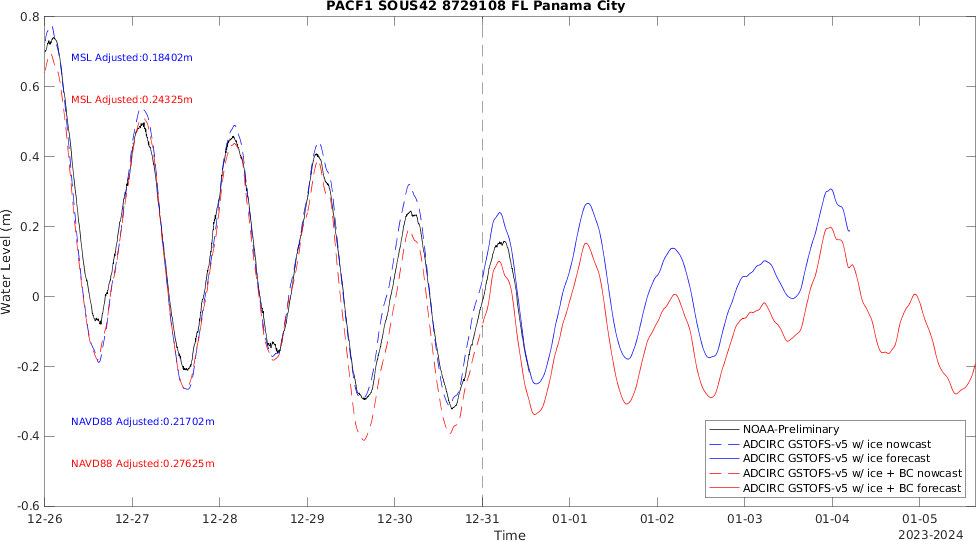 PACF1 SOUS42 8729108 FL Panama City
0.8
0.6
0.4
0.2
0
-0.2
-0.4
-0.6
Water Level (m)
MSL Adjusted:0.18402m
MSL Adjusted:0.24325m
NAVD88 Adjusted:0.21702m
NAVD88 Adjusted:0.27625m
NOAA-Preliminary
ADCIRC GSTOFS-v5 w/ ice nowcast
ADCIRC GSTOFS-v5 w/ ice forecast
ADCIRC GSTOFS-v5 w/ ice + BC nowcast
ADCIRC GSTOFS-v5 w/ ice + BC forecast
12-26 12-27 12-28 12-29 12-30 12-31 01-01 01-02 01-03 01-04 01-05
Time
2023-2024